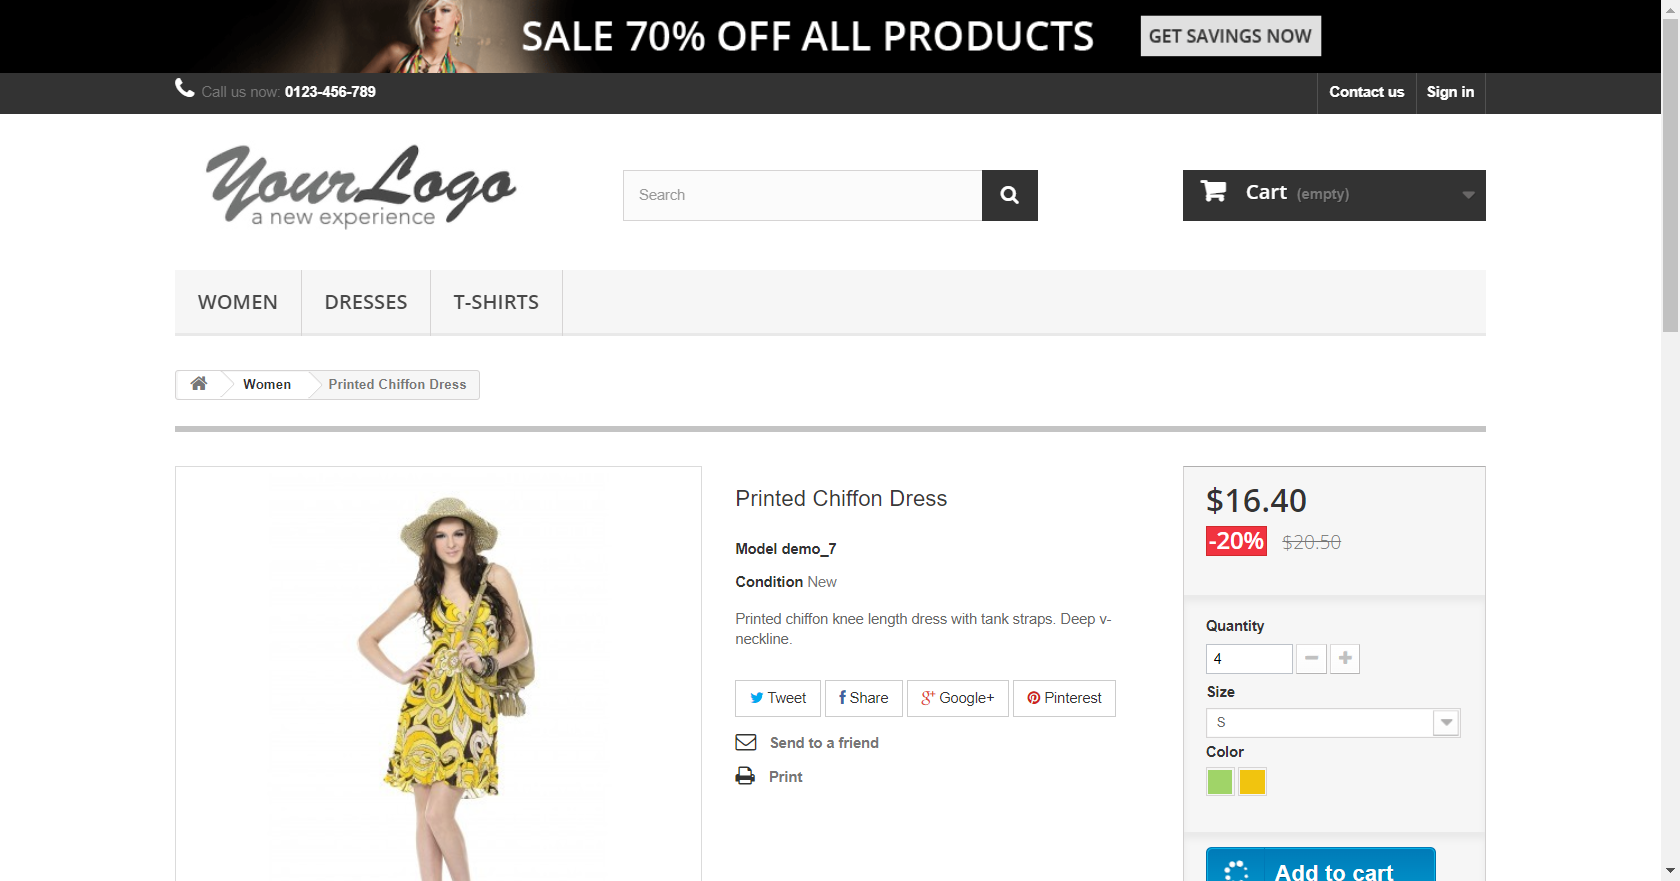 SALE 70% OFF ALL PRODUCTS
GET SAVINGS NOW
Call us now: 0123-456-789
Contact us
Sign in
Your Logo
a new experience
Search
Cart (empty)
WOMEN
DRESSES
T-SHIRTS
Women
Printed Chiffon Dress
Printed Chiffon Dress
Model demo_7
Condition New
Printed chiffon knee length dress with tank straps. Deep v-
neckline.
Tweet
Share
Google+
Pinterest
Send to a friend
Print
$16.40
-20% $20.50
Quantity
4
Size
S
Color
Add to cart